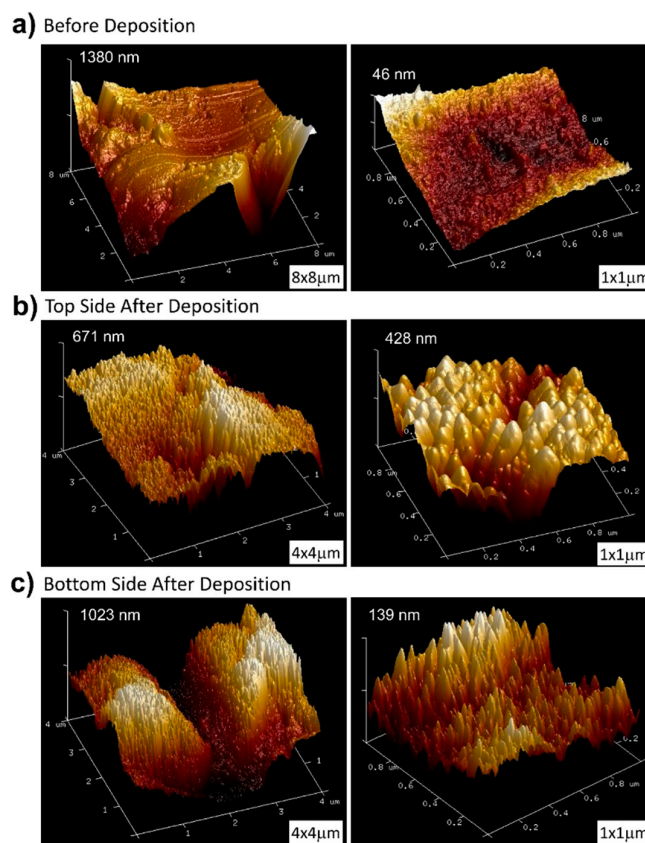 a) Before Deposition
1380 nm
8 um
6
4
2
2
4
6
8 um
4
2
8x8µm
46 nm
0.8 um
0.6
0.4
0.2
0.2
0.4
0.6
0.8 um
8 um
0.6
0.2
1x1µm
b) Top Side After Deposition
671 nm
4 um
3
2
1
1
2
3
4 um
1
4x4µm
428 nm
0.8
0.6
0.4
0.2
0.2
0.4
0.6
0.8 um
0.4
0.2
1x1µm
c) Bottom Side After Deposition
1023 nm
4 um
3
2
1
1
2
3
4 um
1
4x4µm
139 nm
0.8
0.6
0.4
0.2
0.2
0.4
0.6
0.8 um
0.2
1x1µm